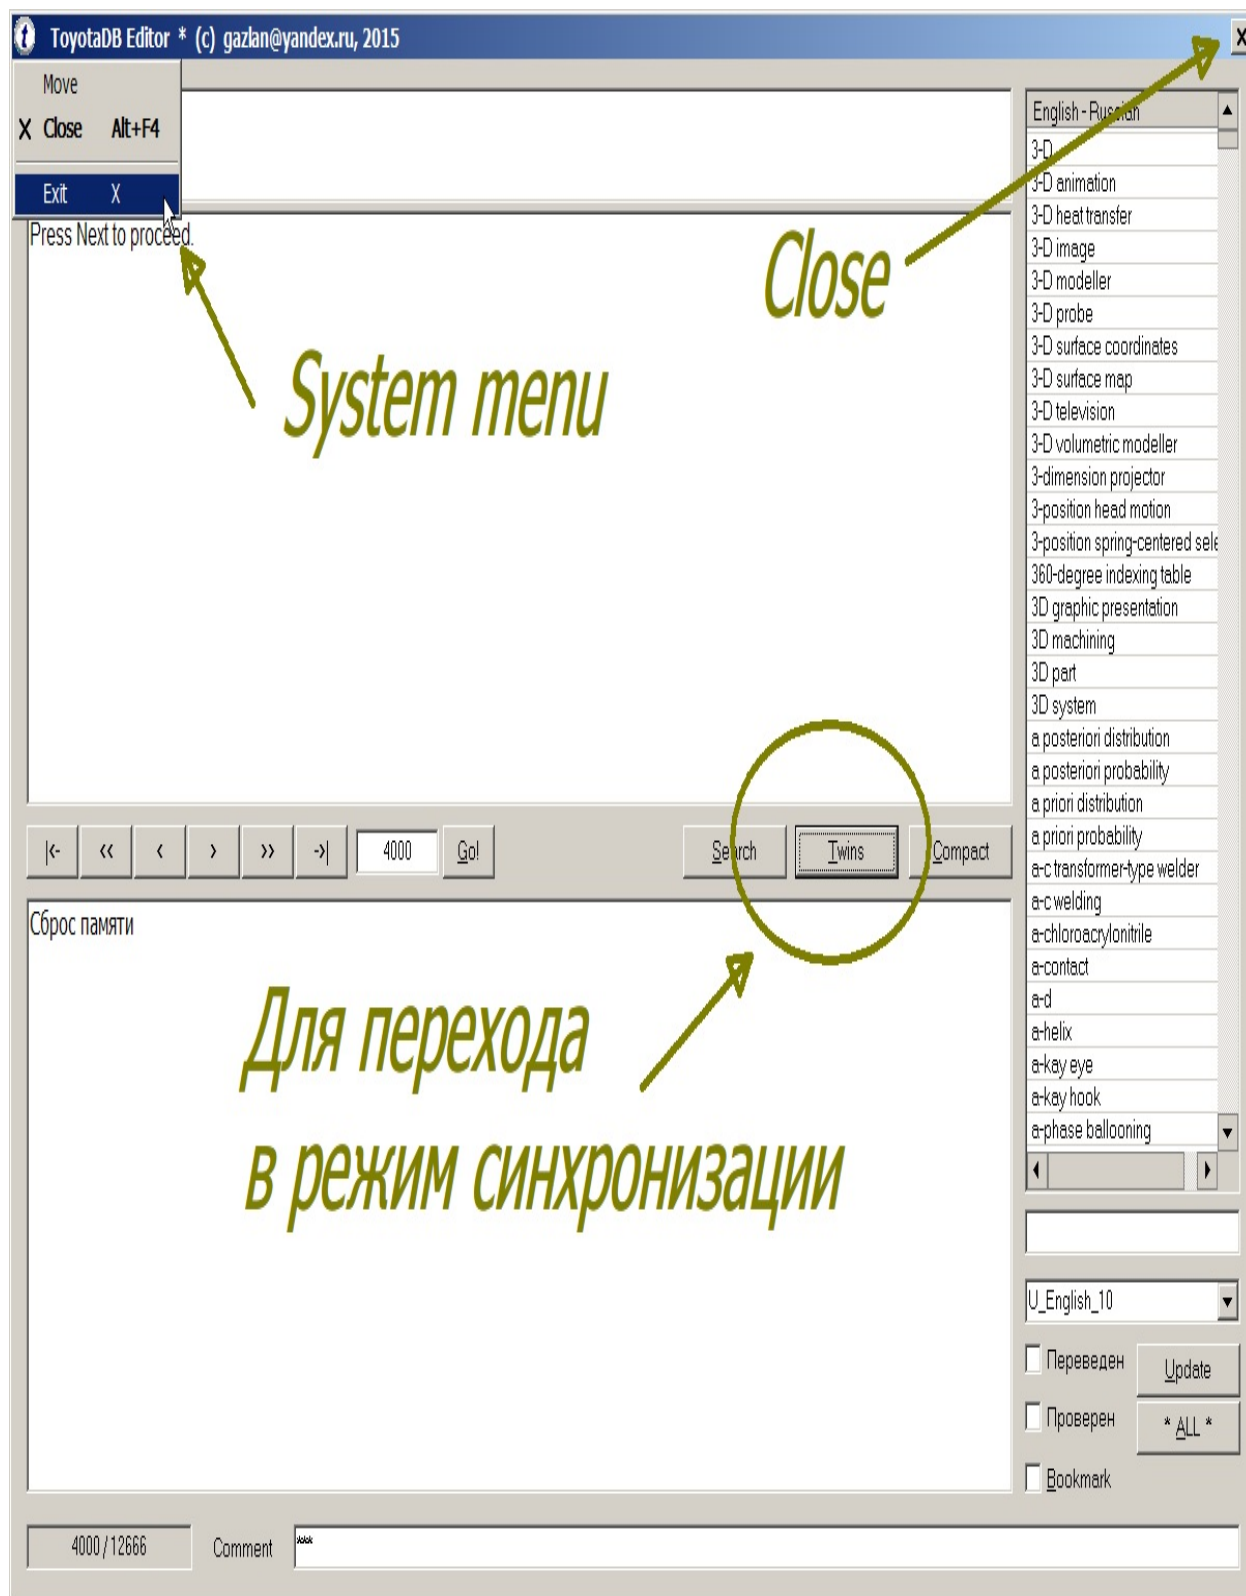 ToyotaDB Editor * (c) gazlan@yandex.ru, 2015
X
Move
X Close Alt+F4
Exit X
Press Next to proceed.
System menu
Close
English - Russian
3-D
3-D animation
3-D heat transfer
3-D image
3-D modeller
3-D probe
3-D surface coordinates
3-D surface map
3-D television
3-D volumetric modeller
3-dimension projector
3-position head motion
3-position spring-centered sele
360-degree indexing table
3D graphic presentation
3D machining
3D part
3D system
a posteriori distribution
a posteriori probability
a priori distribution
a priori probability
a-c transformer-type welder
a-c welding
a-chloroacrylonitrile
a-contact
a-d
a-helix
a-kay eye
a-kay hook
a-phase ballooning
|<- << < > >> ->| 4000 Go! Search Twins Compact
Сброс памяти
Для перехода
в режим синхронизации
U_English_10
Переведен Update
Проверен * ALL *
Bookmark
4000 / 12666 Comment ***